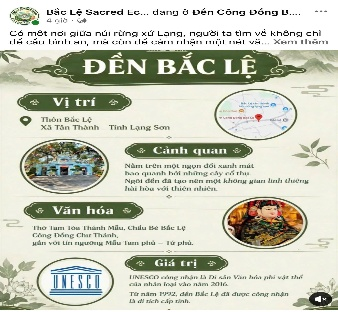 Bắc Lệ Sacred Ec... đang ở Đền Công Đồng B....
4 giờ ·
Có một nơi giữa núi rừng xứ Lạng, người ta tìm về không chỉ
để cầu bình an, mà còn để cảm nhận một nét vă... Xem thêm
ĐỀN BẮC LỆ
Vị trí
Thôn Bắc Lệ
Xã Tân Thành Tỉnh Lạng Sơn
Cảnh quan
Nằm trên một ngọn đồi xanh mát
bao quanh bởi những cây cổ thụ.
Ngôi đền đã tạo nên một không gian linh thiêng
hài hòa với thiên nhiên.
Văn hóa
Thờ Tam Tòa Thánh Mẫu, Chầu Bé Bắc Lệ
Công Đồng Chư Thánh,
gắn với tín ngưỡng Mẫu Tam phủ – Tứ phủ.
Giá trị
UNESCO
UNESCO công nhận là Di sản Văn hóa phi vật thể
của nhân loại vào năm 2016.
Từ năm 1992, đền Bắc Lệ đã được công nhận
là di tích cấp tỉnh.